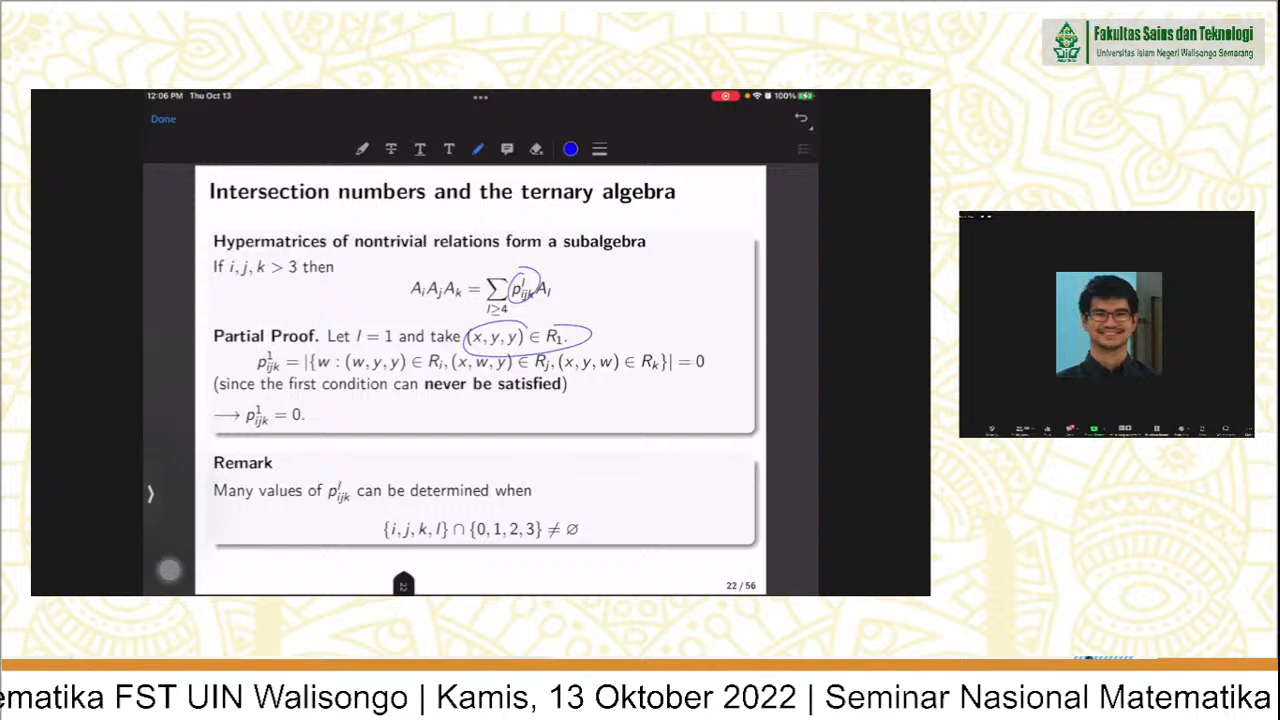 Fakultas Sains dan Teknologi
Universitas Islam Negeri Walisongo Semarang
12:06 PM Thu Oct 13
100%
Done
Intersection numbers and the ternary algebra
Hypermatrices of nontrivial relations form a subalgebra
If i, j, k > 3 then
A_i A_j A_k = ∑_{l≥4} p^l_{ijk} A_l
Partial Proof. Let l = 1 and take (x, y, y) ∈ R_1.
p^1_{ijk} = |{w : (w, y, y) ∈ R_i, (x, w, y) ∈ R_j, (x, y, w) ∈ R_k}| = 0
(since the first condition can never be satisfied)
⟶ p^1_{ijk} = 0.
Remark
Many values of p^l_{ijk} can be determined when
{i, j, k, l} ∩ {0, 1, 2, 3} ≠ ∅
22
22 / 56
ematika FST UIN Walisongo | Kamis, 13 Oktober 2022 | Seminar Nasional Matematika